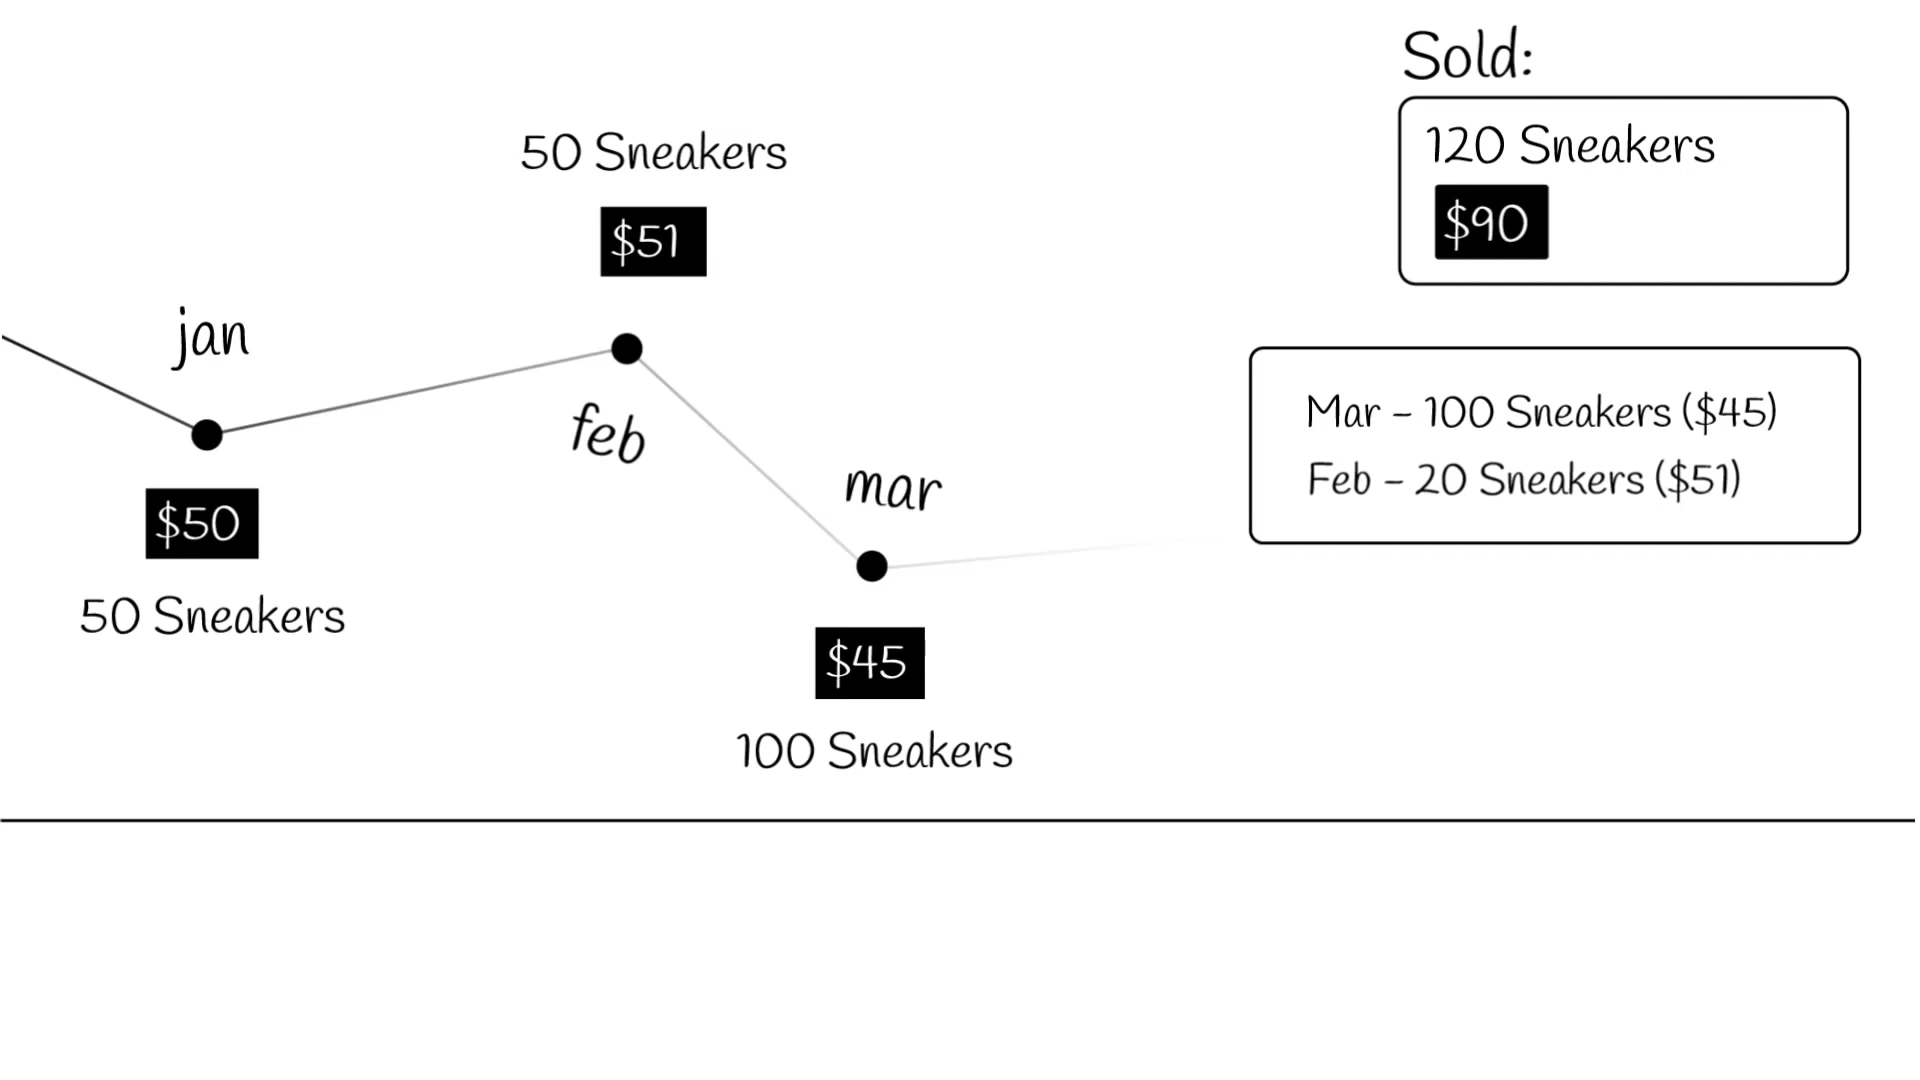 Sold:
120 Sneakers
$90
50 Sneakers
$51
jan
feb
$50
50 Sneakers
mar
$45
100 Sneakers
Mar - 100 Sneakers ($45)
Feb - 20 Sneakers ($51)